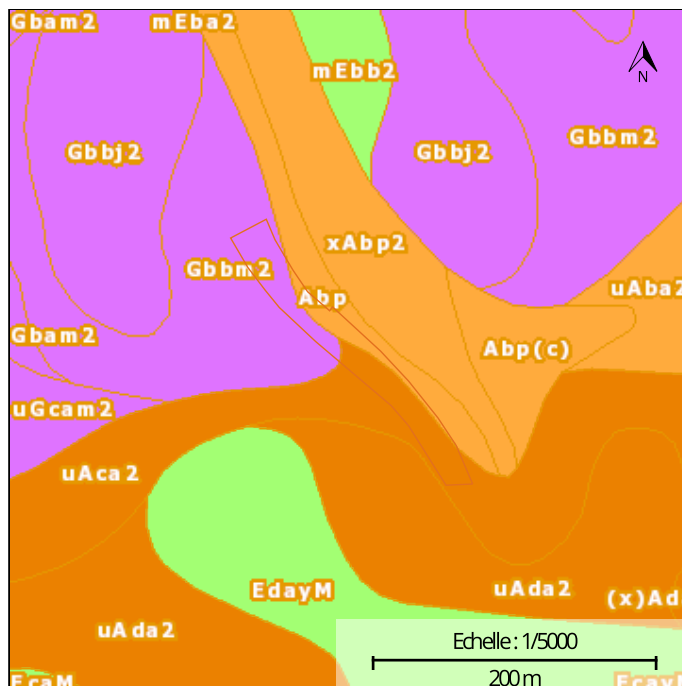 Gbam2
mEba2
mEbb2
N
Gbbj2
Gbbj2
Gbbm2
xAbp2
Gbbm2
uAba2
Abp
Gbam2
Abp(c)
uGcam2
uAca2
EdayM
uAda2
(x)Ad
uAda2
Echelle : 1/5000
200 m
EcaM